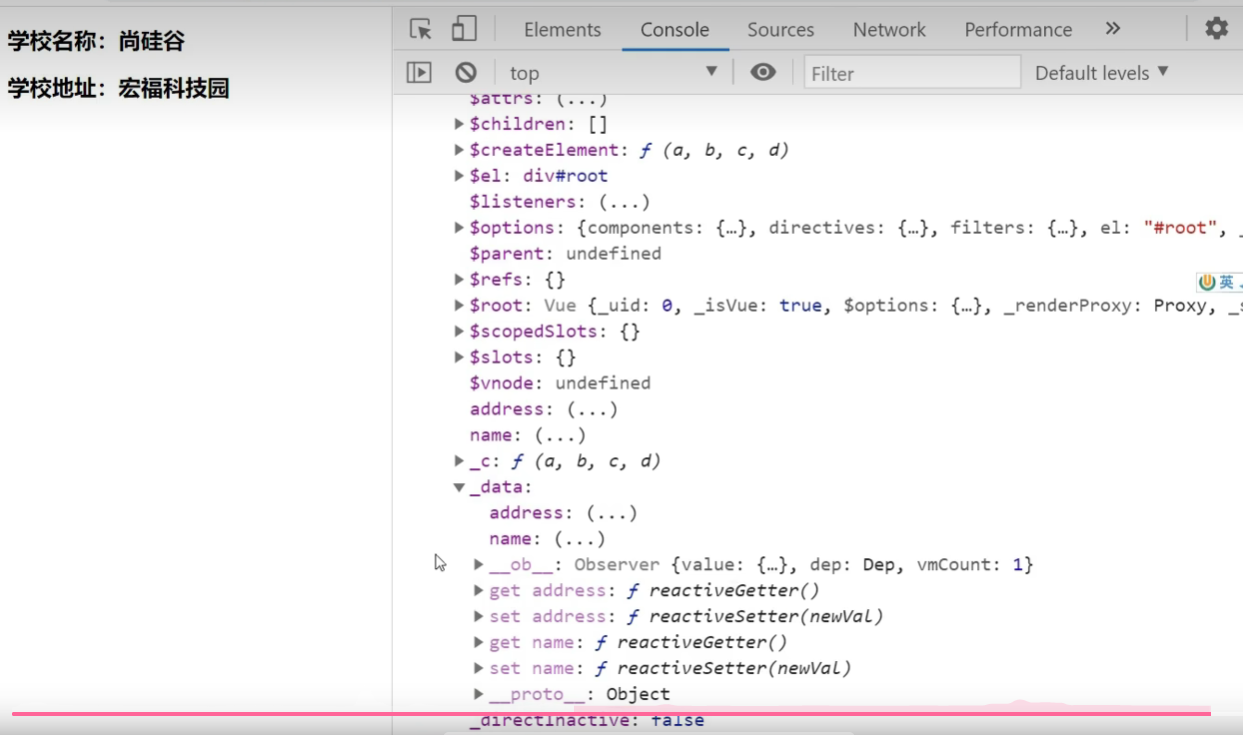 学校名称：尚硅谷
学校地址：宏福科技园
Elements Console Sources Network Performance »
top Filter Default levels ▼
$attrs: (...)
$children: []
$createElement: ƒ (a, b, c, d)
$el: div#root
$listeners: (...)
$options: {components: {…}, directives: {…}, filters: {…}, el: "#root", _
$parent: undefined
$refs: {}
英
$root: Vue {_uid: 0, _isVue: true, $options: {…}, _renderProxy: Proxy, _s
$scopedSlots: {}
$slots: {}
$vnode: undefined
address: (...)
name: (...)
_c: ƒ (a, b, c, d)
_data:
address: (...)
name: (...)
__ob__: Observer {value: {…}, dep: Dep, vmCount: 1}
get address: ƒ reactiveGetter()
set address: ƒ reactiveSetter(newVal)
get name: ƒ reactiveGetter()
set name: ƒ reactiveSetter(newVal)
__proto__: Object
_directInactive: false